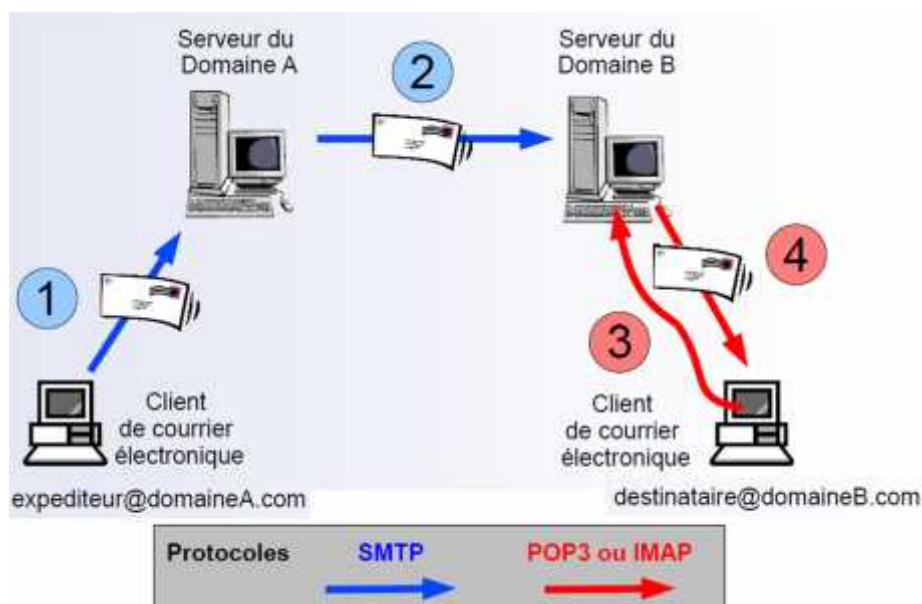 Serveur du
Domaine A
Serveur du
Domaine B
2
1
4
3
Client
de courrier
électronique
Client
de courrier
électronique
expediteur@domaineA.com
destinataire@domaineB.com
Protocoles SMTP POP3 ou IMAP